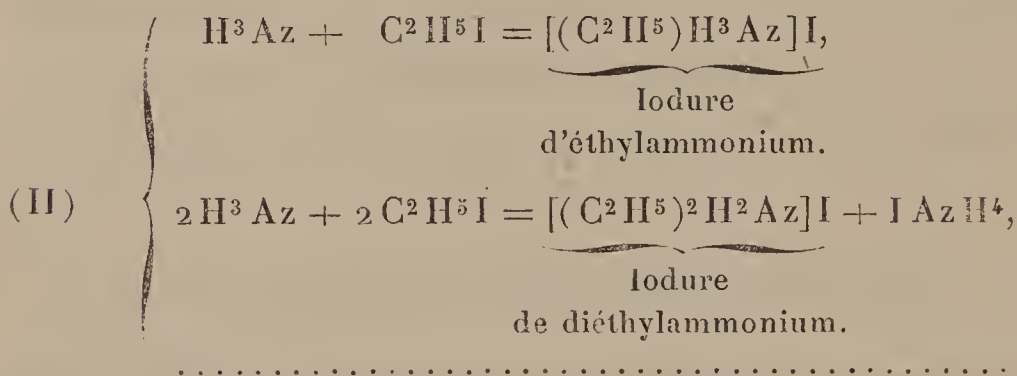 H³Az + C²H⁵I = [(C²H⁵)H³Az]I,
Iodure
d'éthylammonium.
(II)
2H³Az + 2C²H⁵I = [(C²H⁵)²H²Az]I + IAzH⁴,
Iodure
de diéthylammonium.
. . . . . . . . . . . . . . . . . . . . . . . . . . . . . . . . . . .